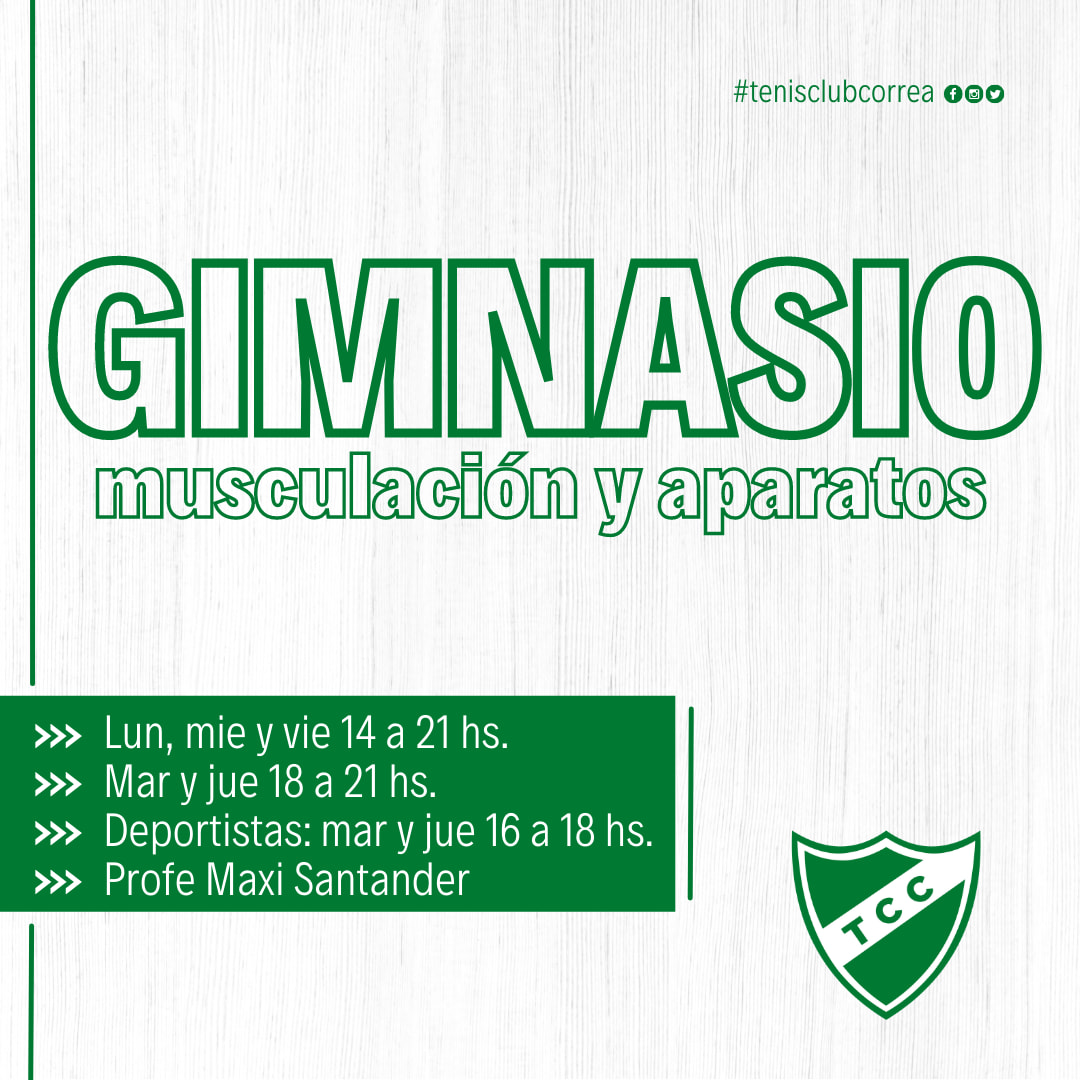 #tenisclubcorrea
GIMNASIO
musculación y aparatos
>>> Lun, mie y vie 14 a 21 hs.
>>> Mar y jue 18 a 21 hs.
>>> Deportistas: mar y jue 16 a 18 hs.
>>> Profe Maxi Santander
TCC